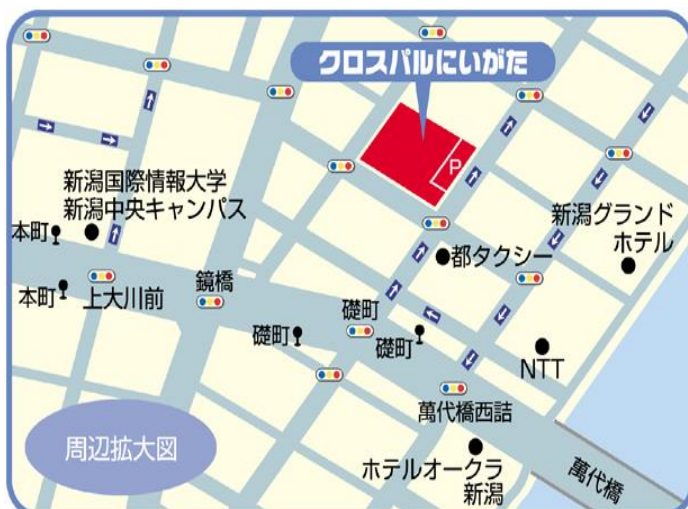 クロスパルにいがた
P
新潟国際情報大学
新潟中央キャンパス
本町
本町
上大川前
鏡橋
礎町
礎町
礎町
都タクシー
新潟グランド
ホテル
NTT
萬代橋西詰
ホテルオークラ
新潟
萬代橋
周辺拡大図